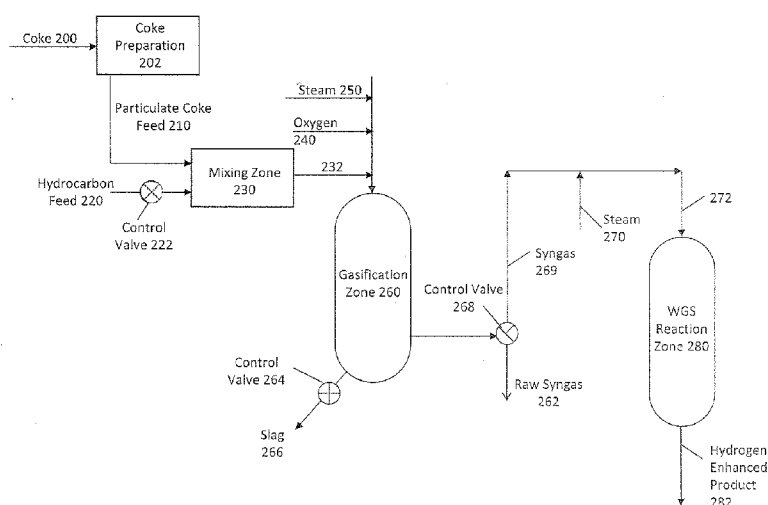 Coke 200
Coke
Preparation
202
Particulate Coke
Feed 210
Steam 250
Oxygen
240
Mixing Zone
230
232
Hydrocarbon
Feed 220
Control
Valve 222
Gasification
Zone 260
Control
Valve 264
Slag
266
Control Valve
268
Syngas
269
Raw Syngas
262
Steam
270
272
WGS
Reaction
Zone 280
Hydrogen
Enhanced
Product
282